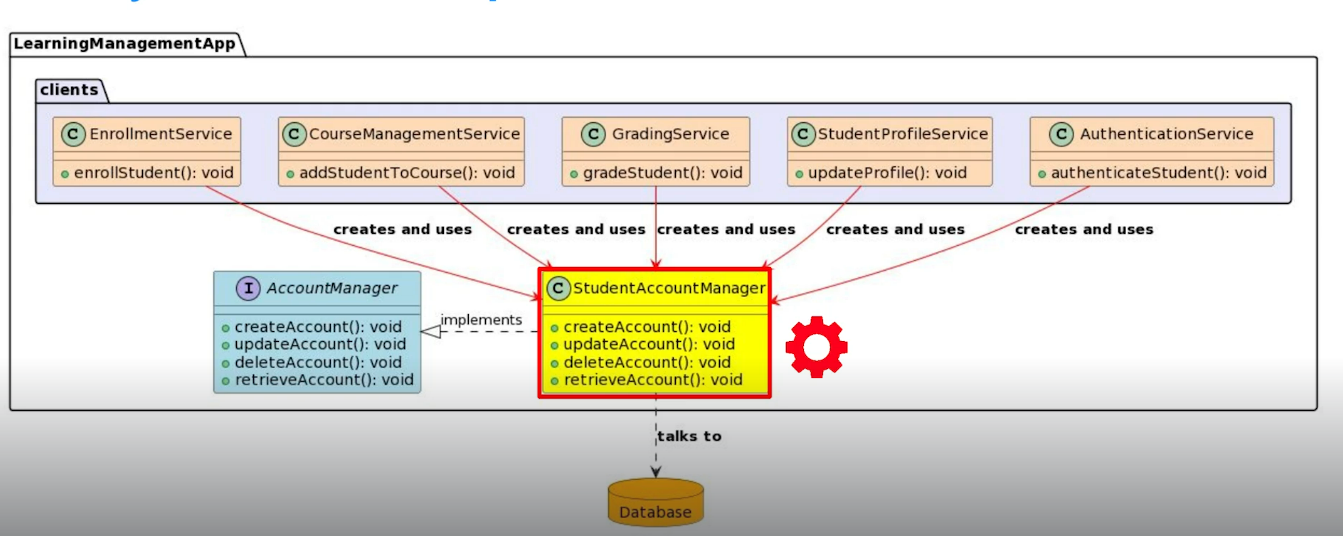 LearningManagementApp
clients
C EnrollmentService
enrollStudent(): void
C CourseManagementService
addStudentToCourse(): void
C GradingService
gradeStudent(): void
C StudentProfileService
updateProfile(): void
C AuthenticationService
authenticateStudent(): void
creates and uses
creates and uses
creates and uses
creates and uses
creates and uses
I AccountManager
createAccount(): void
updateAccount(): void
deleteAccount(): void
retrieveAccount(): void
implements
C StudentAccountManager
createAccount(): void
updateAccount(): void
deleteAccount(): void
retrieveAccount(): void
talks to
Database